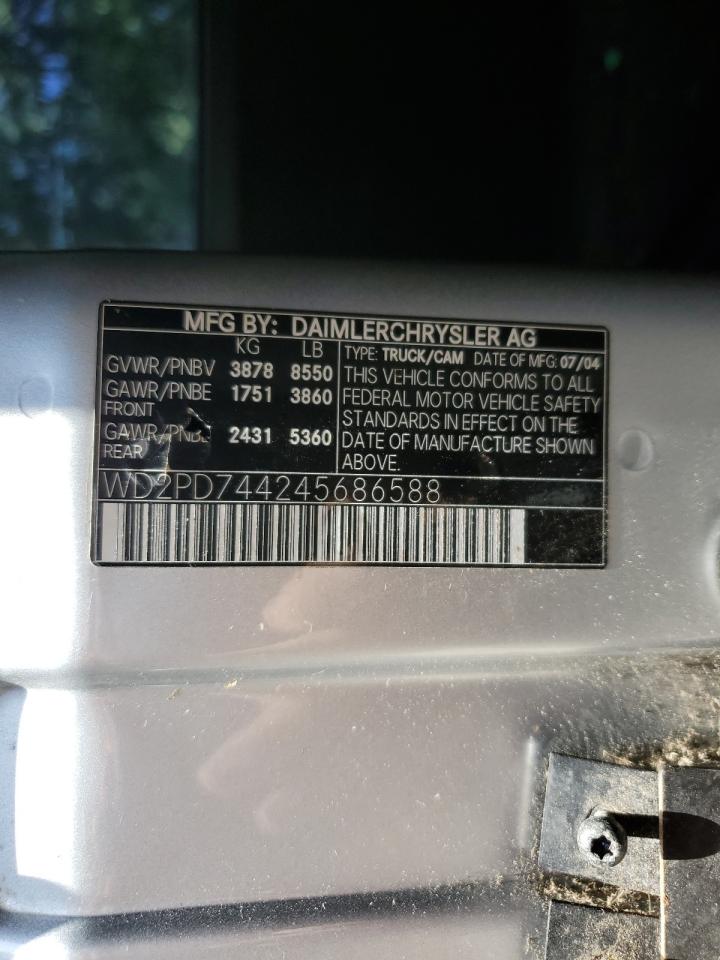 MFG BY: DAIMLERCHRYSLER AG
KG LB
GVWR/PNBV 3878 8550
GAWR/PNBE FRONT 1751 3860
GAWR/PNB REAR 2431 5360
TYPE: TRUCK/CAM DATE OF MFG: 07/04
THIS VEHICLE CONFORMS TO ALL
FEDERAL MOTOR VEHICLE SAFETY
STANDARDS IN EFFECT ON THE
DATE OF MANUFACTURE SHOWN
ABOVE.
WD2PD744245686588